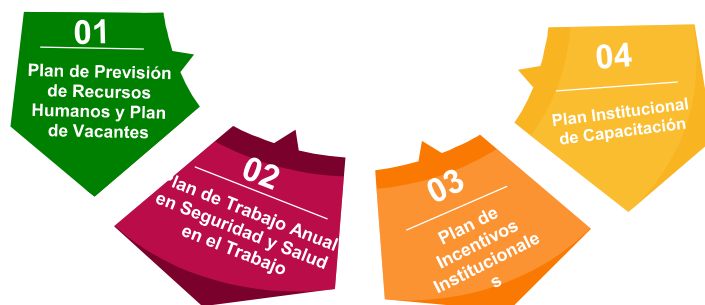 01
Plan de Previsión
de Recursos
Humanos y Plan
de Vacantes
02
Plan de Trabajo Anual
en Seguridad y Salud
en el Trabajo
03
Plan de
Incentivos
Institucionale
s
04
Plan Institucional
de Capacitación